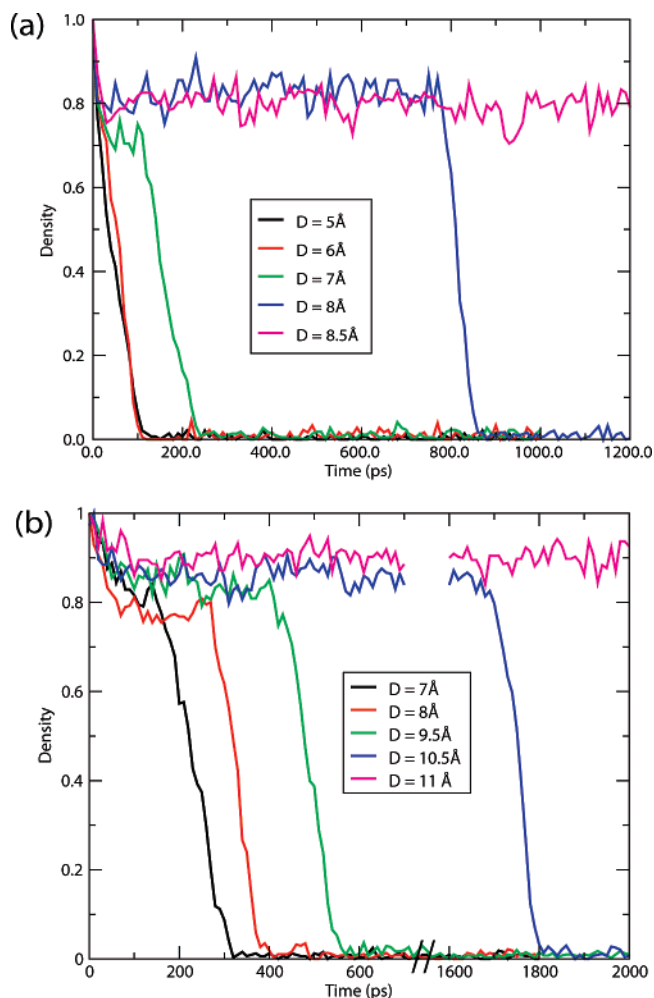 (a)
1.0
0.8
0.6
0.4
0.2
0.0
Density
D = 5Å
D = 6Å
D = 7Å
D = 8Å
D = 8.5Å
0.0 200.0 400.0 600.0 800.0 1000.0 1200.0
Time (ps)
(b)
1
0.8
0.6
0.4
0.2
0
Density
D = 7Å
D = 8Å
D = 9.5Å
D = 10.5Å
D = 11 Å
0 200 400 600 1600 1800 2000
Time (ps)